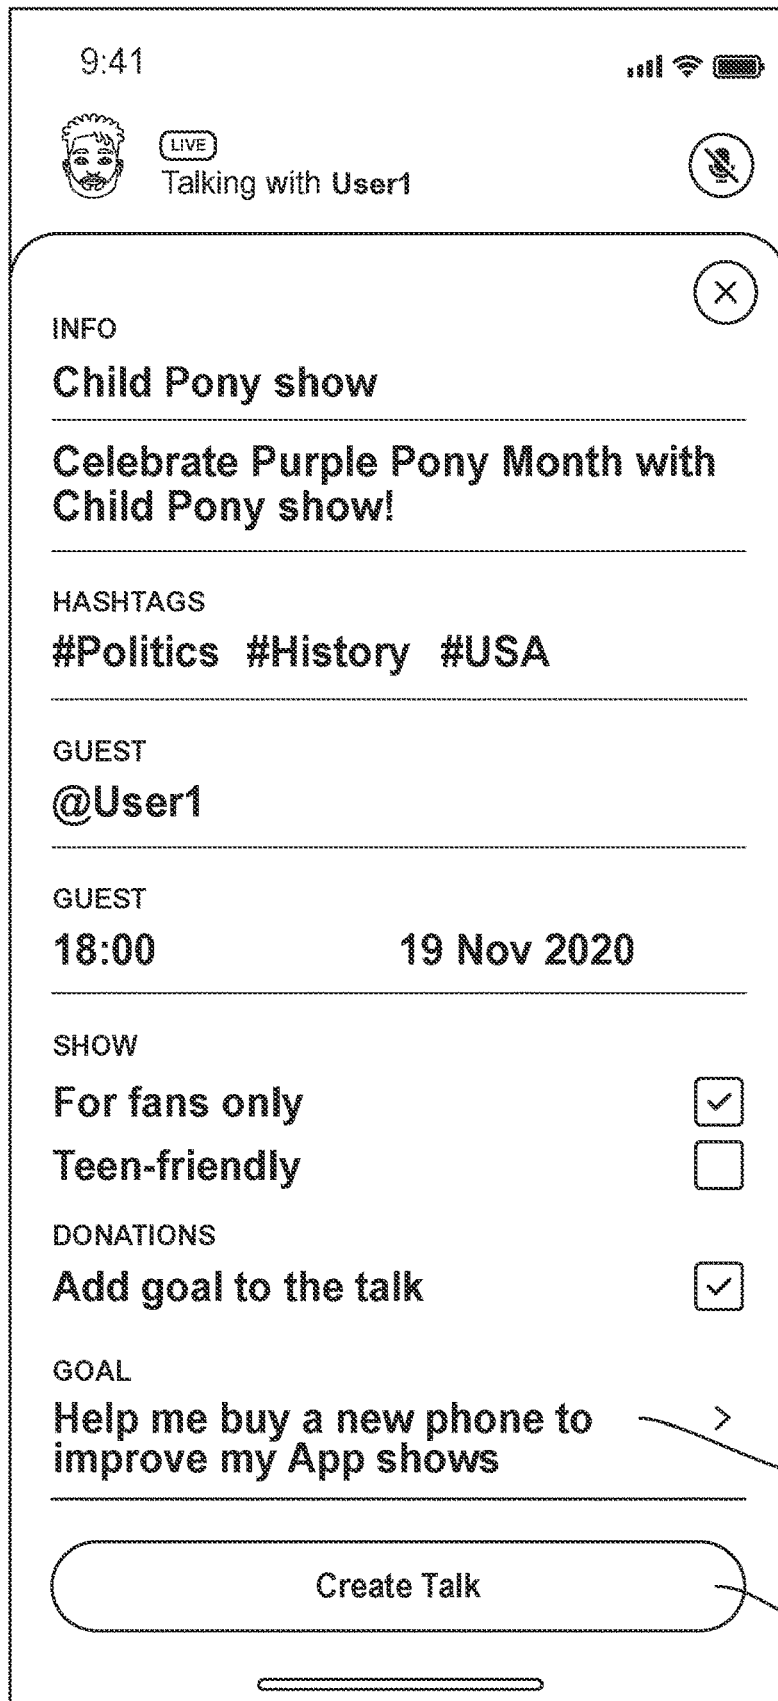 9:41
LIVE
Talking with User1
INFO
Child Pony show
Celebrate Purple Pony Month with
Child Pony show!
HASHTAGS
#Politics #History #USA
GUEST
@User1
GUEST
18:00 19 Nov 2020
SHOW
For fans only
Teen-friendly
DONATIONS
Add goal to the talk
GOAL
Help me buy a new phone to
improve my App shows
Create Talk